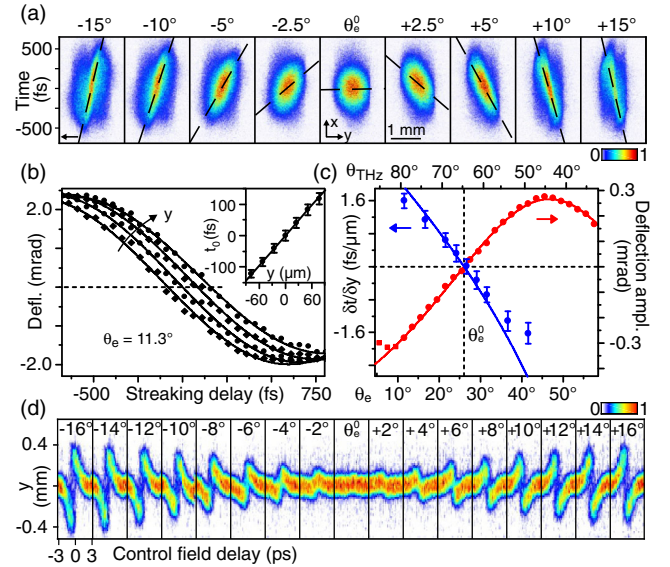 (a) -15° -10° -5° -2.5° θe0 +2.5° +5° +10° +15°
500
Time
(fs)
-500
x
y
1 mm
0 1
(b)
2.0
Defl. (mrad)
-2.0
y
θe = 11.3°
-500 Streaking delay (fs) 750
100
0
-100
t0(fs)
-60 0 60
y (µm)
(c) θTHz
80° 70° 60° 50° 40°
1.6
δt/δy (fs/µm)
-1.6
0.3
Deflection ampl.
(mrad)
-0.3
θe0
θe 10° 20° 30° 40° 50°
0 1
(d)
-16° -14° -12° -10° -8° -6° -4° -2° θe0 +2° +4° +6° +8° +10° +12° +14° +16°
0.4
y
(mm)
-0.4
-3 0 3 Control field delay (ps)